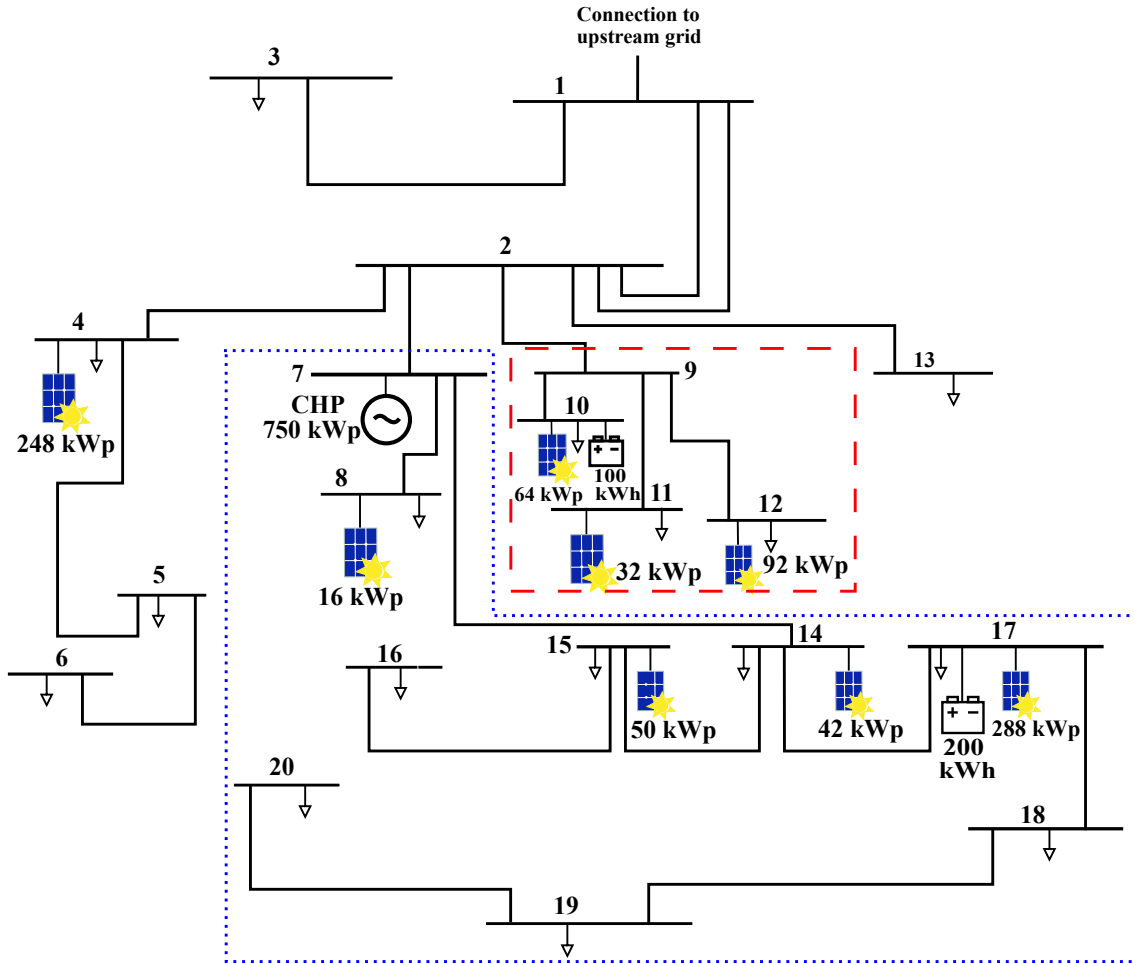 Connection to
upstream grid
3
1
2
4
7
9
13
CHP
750 kWp
10
248 kWp
64 kWp
100
kWh
8
11
12
32 kWp
92 kWp
16 kWp
5
6
16
15
14
17
50 kWp
42 kWp
200
kWh
288 kWp
20
18
19